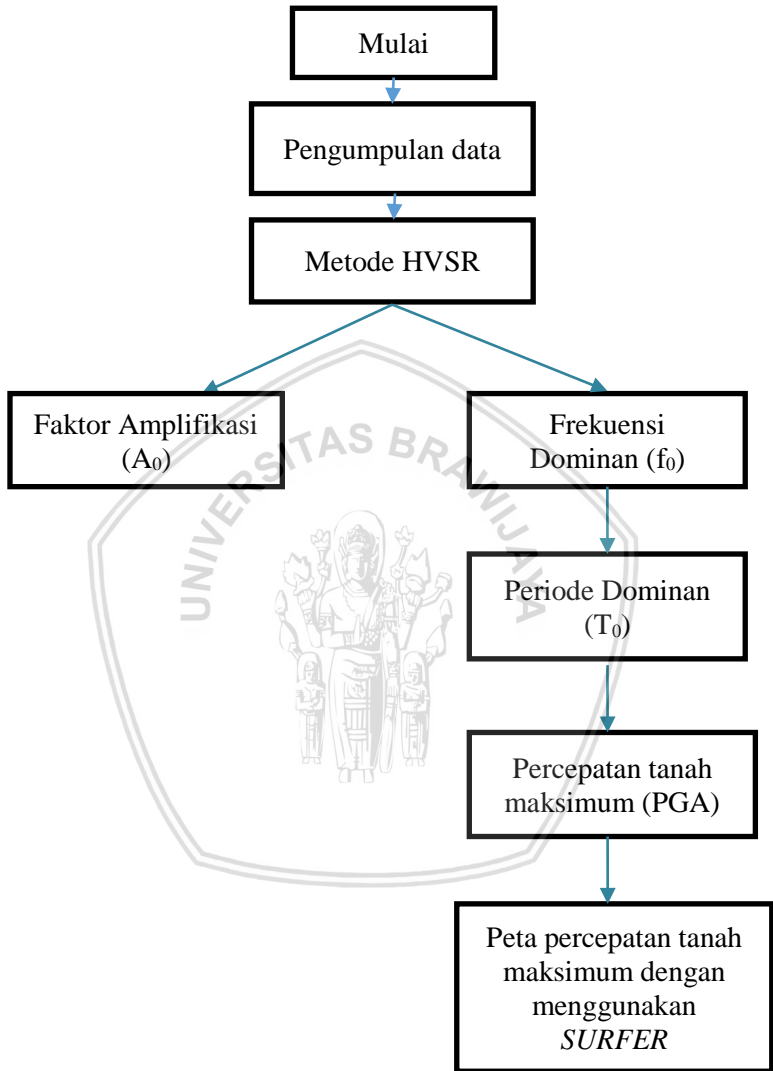 Mulai
Pengumpulan data
Metode HVSR
Faktor Amplifikasi
(A₀)
Frekuensi
Dominan (f₀)
UNIVERSITAS BRAWIJAYA
Periode Dominan
(T₀)
Percepatan tanah
maksimum (PGA)
Peta percepatan tanah
maksimum dengan
menggunakan
SURFER